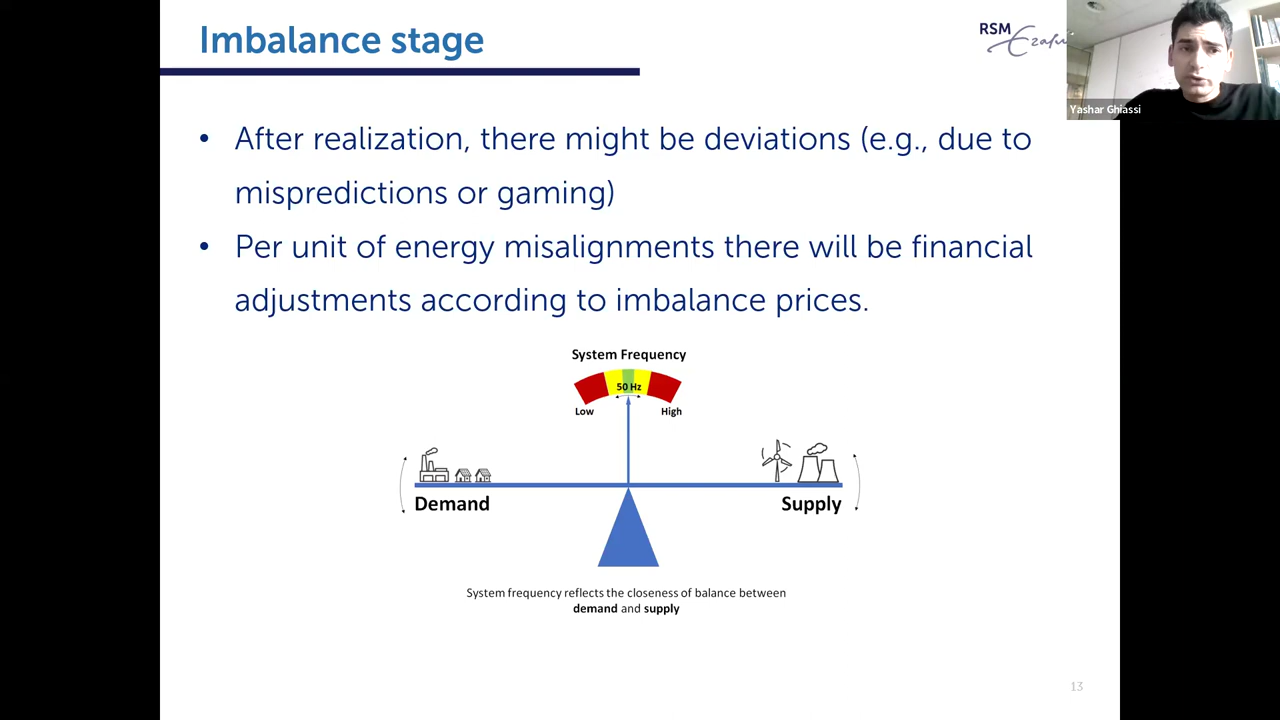 Imbalance stage
RSM
Ezafus
Yashar Ghiassi
• After realization, there might be deviations (e.g., due to
mispredictions or gaming)
• Per unit of energy misalignments there will be financial
adjustments according to imbalance prices.
System Frequency
50 Hz
Low
High
Demand
Supply
System frequency reflects the closeness of balance between
demand and supply
13